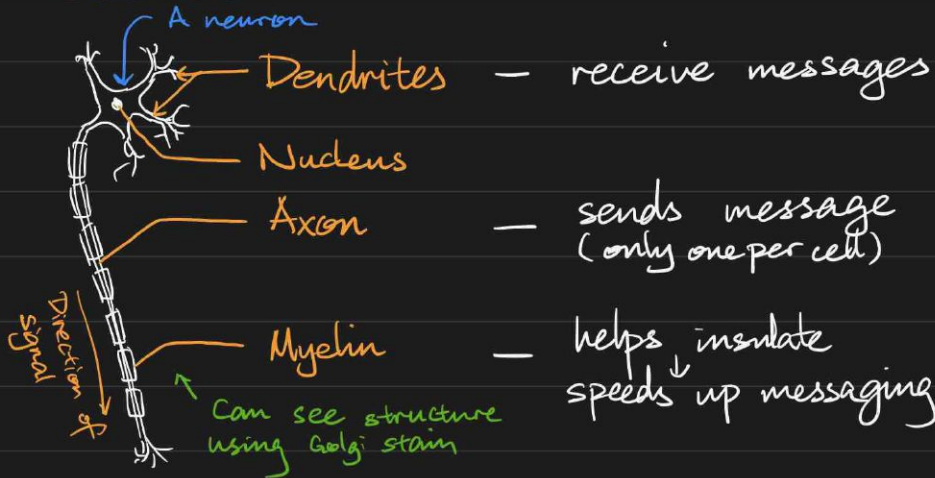 A neuron
Dendrites — receive messages
Nucleus
Axon — sends message
(only one per cell)
Myelin — helps insulate
↓
speeds up messaging
Direction of
signal
Can see structure
using Golgi stain